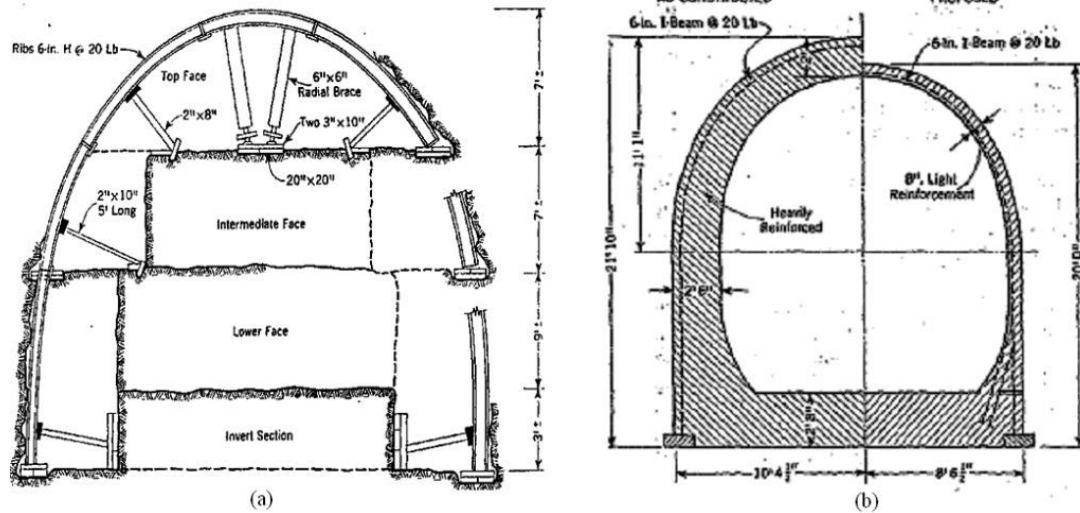 Ribs 6-in. H @ 20 Lb
Top Face
6"×6"
Radial Brace
2"×8"
Two 3"×10"
20"×20"
2"×10"
5' Long
Intermediate Face
Lower Face
Invert Section
7'±
7'±
9'±
3'±
(a)
6-in. I-Beam @ 20 Lb
6-in. I-Beam @ 20 Lb
11' 1"
21' 10"
8", Light
Reinforcement
Heavily
Reinforced
2' 6"
2' 8"
10' 4 1/2"
8' 6 1/2"
(b)